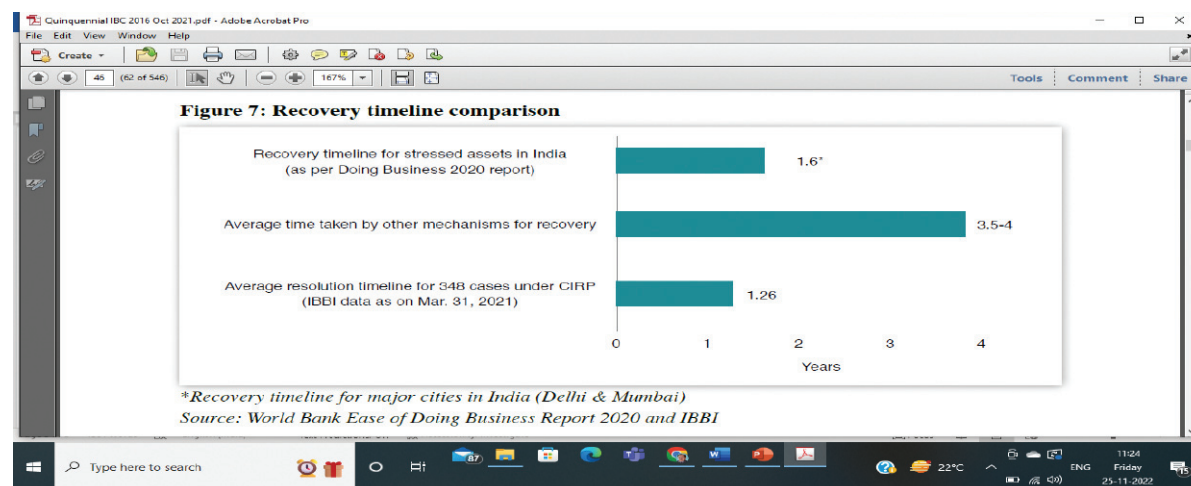 Quinquennial IBC 2016 Oct 2021.pdf - Adobe Acrobat Pro
File Edit View Window Help
Create
46 (62 of 546) 167% Tools Comment Share
Figure 7: Recovery timeline comparison
Recovery timeline for stressed assets in India
(as per Doing Business 2020 report)
1.6*
Average time taken by other mechanisms for recovery
3.5-4
Average resolution timeline for 348 cases under CIRP
(IBBI data as on Mar. 31, 2021)
1.26
0 1 2 3 4
Years
*Recovery timeline for major cities in India (Delhi & Mumbai)
Source: World Bank Ease of Doing Business Report 2020 and IBBI
Type here to search
87
22°C
ENG
11:24
Friday
25-11-2022
15